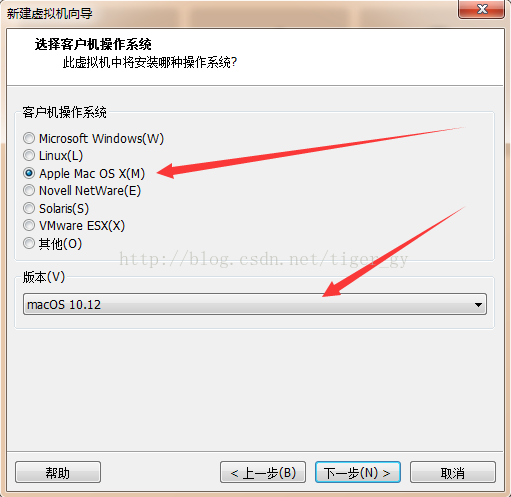 新建虚拟机向导
选择客户机操作系统
此虚拟机中将安装哪种操作系统?
客户机操作系统
Microsoft Windows(W)
Linux(L)
Apple Mac OS X(M)
Novell NetWare(E)
Solaris(S)
VMware ESX(X)
其他(O)
http://blog.csdn.net/tiger_gy
版本(V)
macOS 10.12
帮助
< 上一步(B)
下一步(N) >
取消